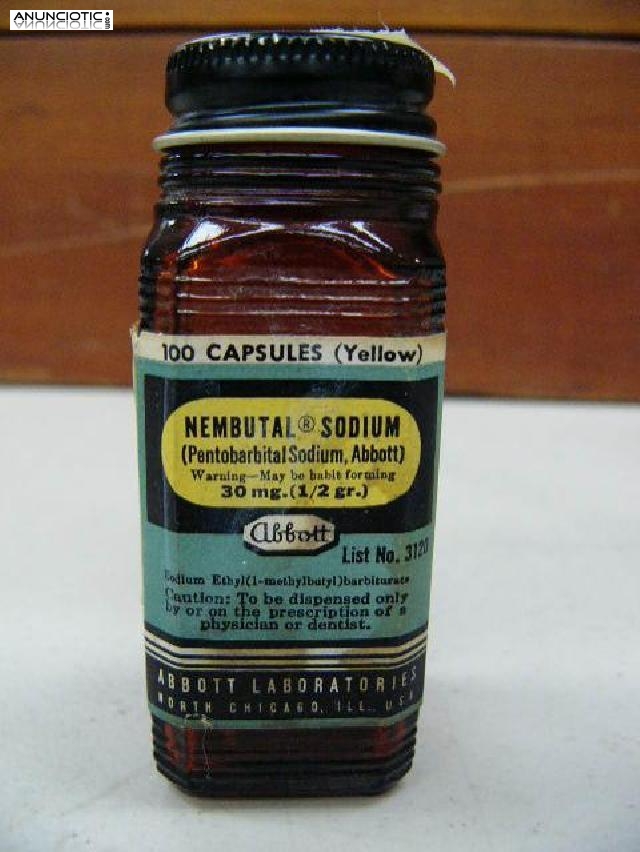 ANUNCIOTIC
100 CAPSULES (Yellow)
NEMBUTAL® SODIUM
(Pentobarbital Sodium, Abbott)
Warning—May be habit forming
30 mg.(1/2 gr.)
Abbott
List No. 3120
Sodium Ethyl(1-methylbutyl)barbiturate
Caution: To be dispensed only
by or on the prescription of a
physician or dentist.
ABBOTT LABORATORIES
NORTH CHICAGO, ILL., USA